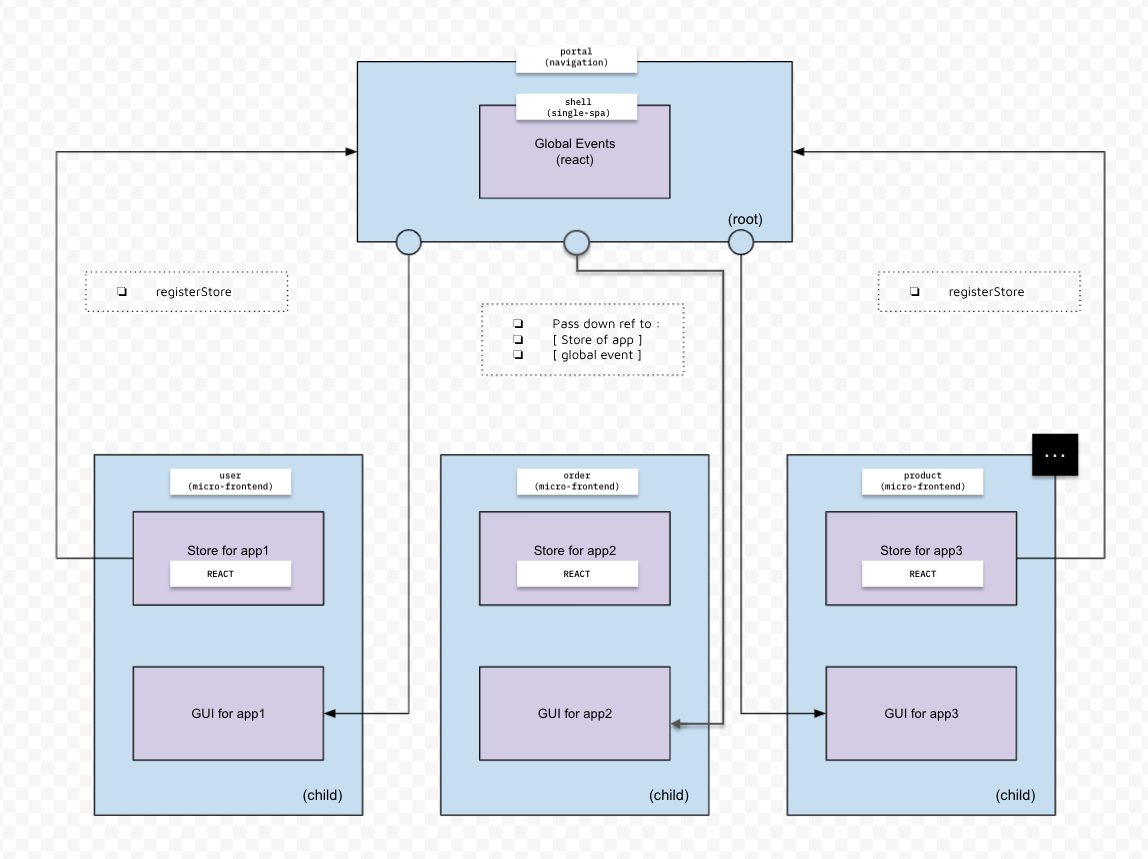 portal
(navigation)
shell
(single-spa)
Global Events
(react)
(root)
registerStore
registerStore
Pass down ref to :
[ Store of app ]
[ global event ]
...
user
(micro-frontend)
order
(micro-frontend)
product
(micro-frontend)
Store for app1
REACT
Store for app2
REACT
Store for app3
REACT
GUI for app1
GUI for app2
GUI for app3
(child)
(child)
(child)